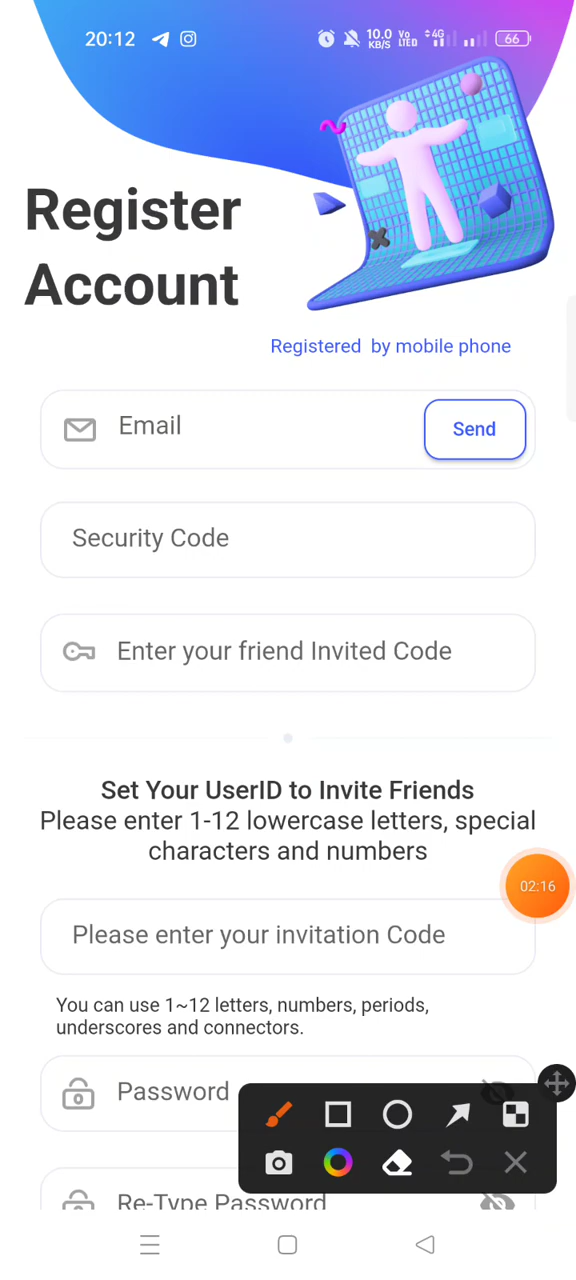 20:12
10.0 KB/S
Vo LTED
4G
66
Register
Account
Registered by mobile phone
Email
Send
Security Code
Enter your friend Invited Code
Set Your UserID to Invite Friends
Please enter 1-12 lowercase letters, special
characters and numbers
02:16
Please enter your invitation Code
You can use 1~12 letters, numbers, periods,
underscores and connectors.
Password
Re-Type Password